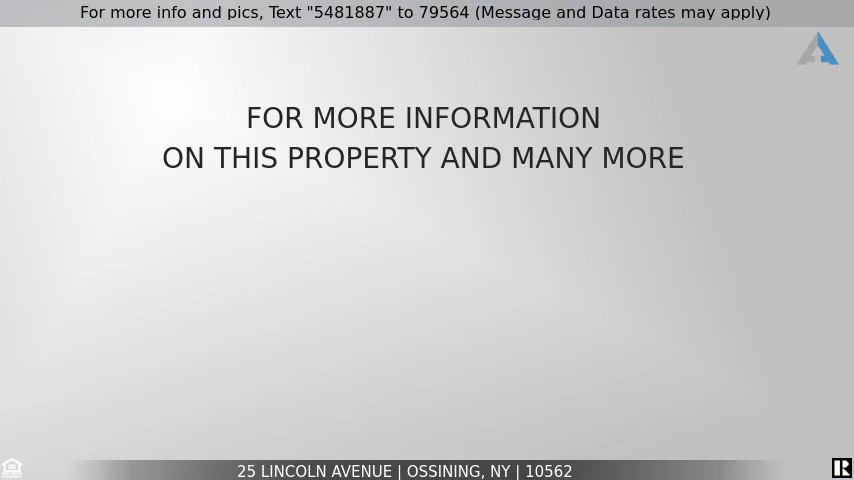 For more info and pics, Text "5481887" to 79564 (Message and Data rates may apply)
FOR MORE INFORMATION
ON THIS PROPERTY AND MANY MORE
25 LINCOLN AVENUE | OSSINING, NY | 10562